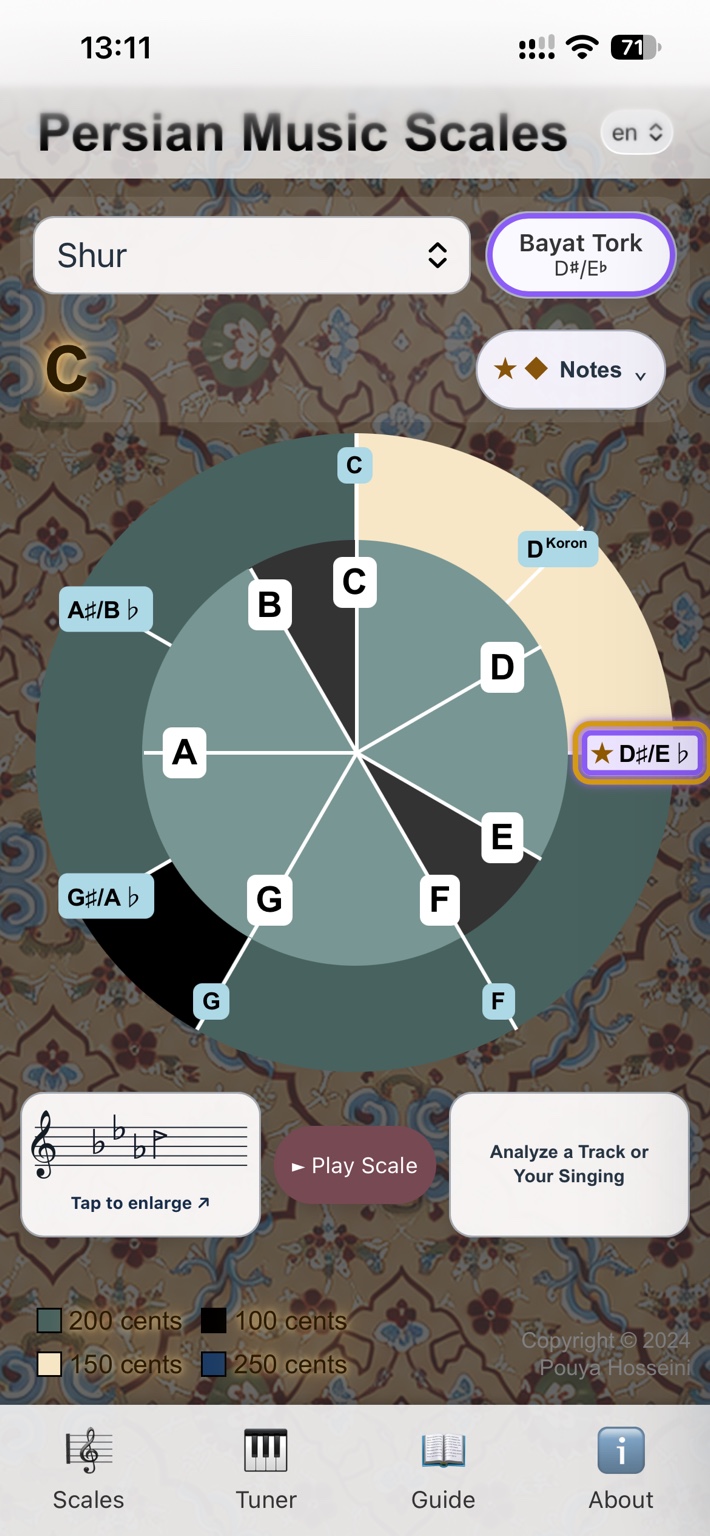 13:11
71
Persian Music Scales
en
Shur
Bayat Tork
D♯/E♭
C
★ ◆ Notes
C
D Koron
A♯/B ♭
B
C
D
A
★ D♯/E ♭
E
G♯/A ♭
G
F
G
F
Tap to enlarge ↗
► Play Scale
Analyze a Track or
Your Singing
200 cents
100 cents
150 cents
250 cents
Copyright © 2024
Pouya Hosseini
Scales
Tuner
Guide
About